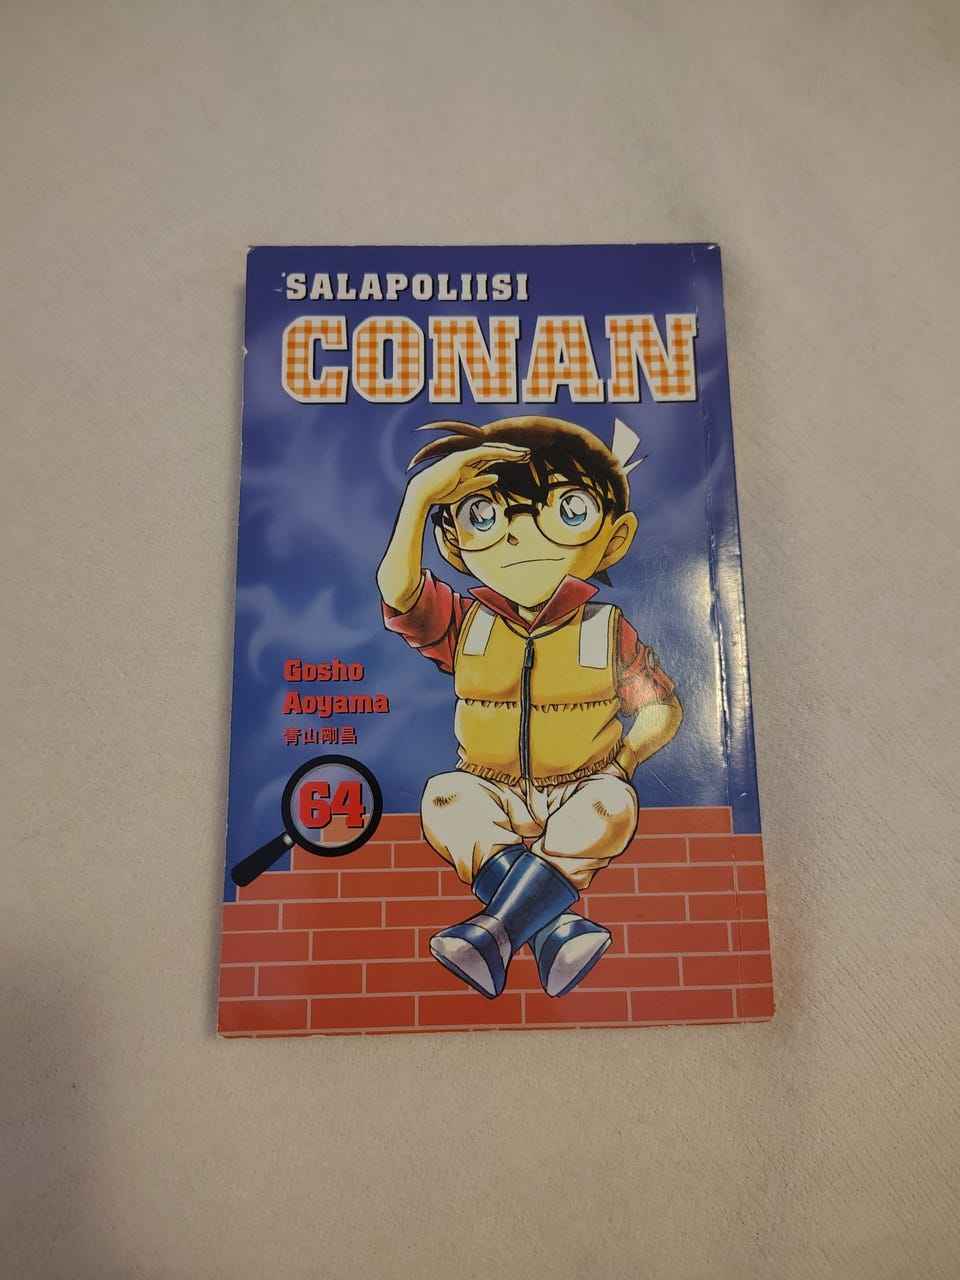 SALAPOLIISI
CONAN
Gosho
Aoyama
青山剛昌
64